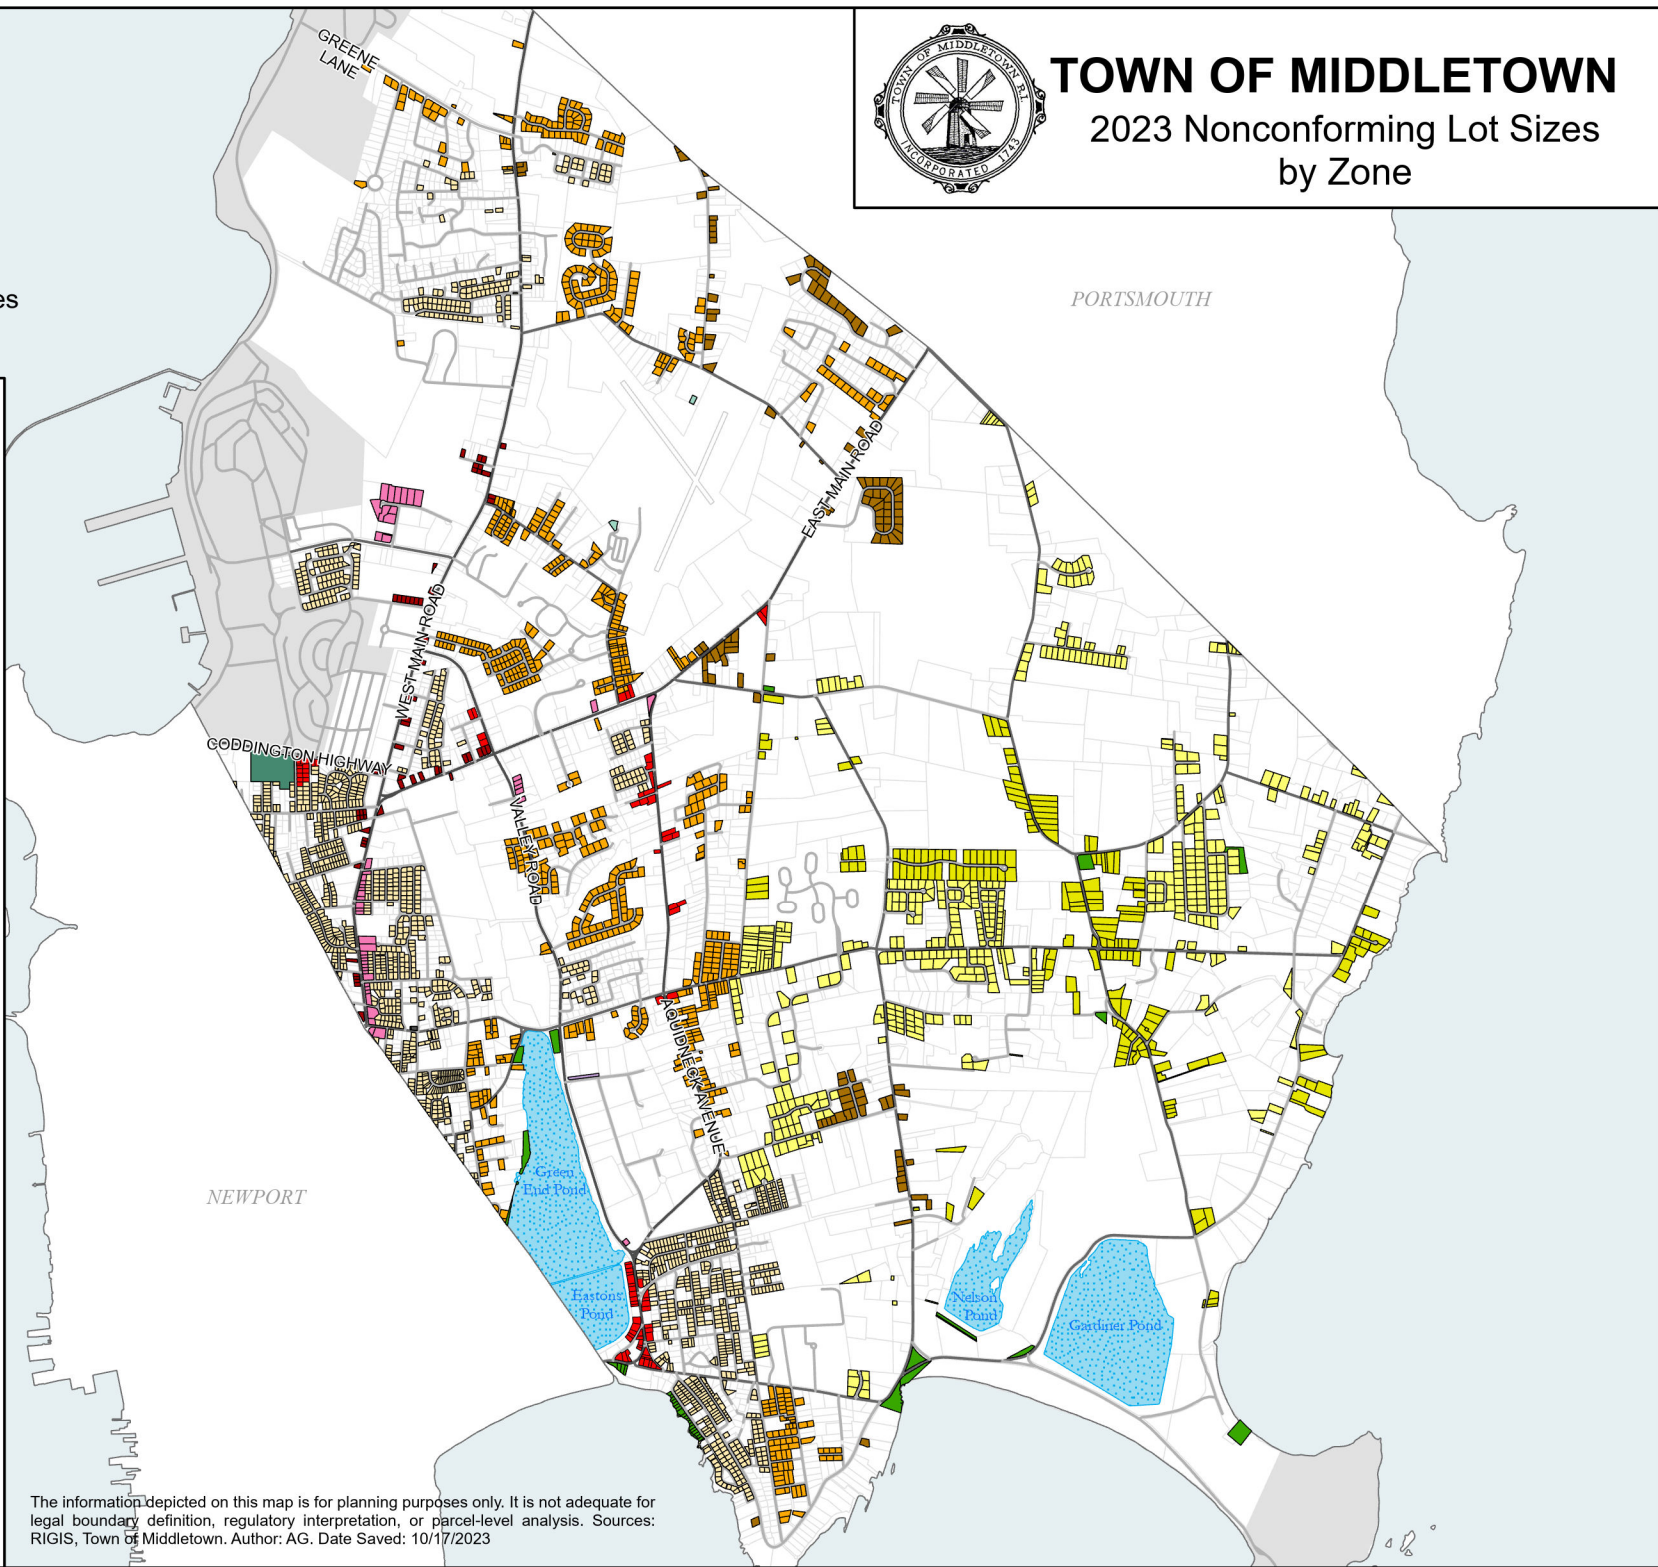 TOWN OF MIDDLETOWN
2023 Nonconforming Lot Sizes
by Zone
TOWN OF MIDDLETOWN R.I.
INCORPORATED 1743
GREENE
LANE
es
PORTSMOUTH
EAST MAIN ROAD
WEST MAIN ROAD
CODDINGTON HIGHWAY
VALLEY ROAD
AQUIDNECK AVENUE
NEWPORT
Green
End Pond
Eastons
Pond
Nelson
Pond
Gardiner Pond
The information depicted on this map is for planning purposes only. It is not adequate for
legal boundary definition, regulatory interpretation, or parcel-level analysis. Sources:
RIGIS, Town of Middletown. Author: AG. Date Saved: 10/17/2023